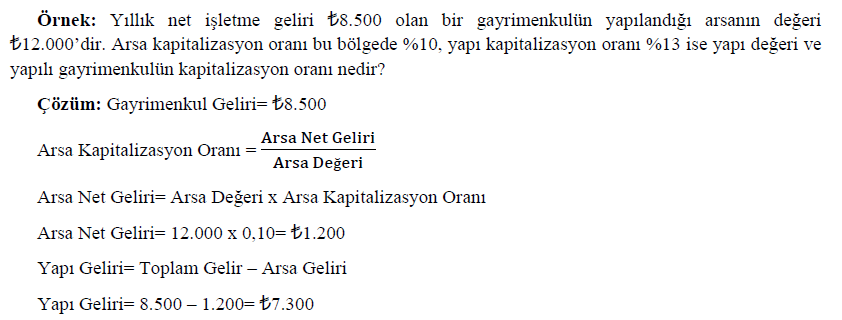 Örnek: Yıllık net işletme geliri ₺8.500 olan bir gayrimenkulün yapılandığı arsanın değeri
₺12.000’dir. Arsa kapitalizasyon oranı bu bölgede %10, yapı kapitalizasyon oranı %13 ise yapı değeri ve
yapılı gayrimenkulün kapitalizasyon oranı nedir?
Çözüm: Gayrimenkul Geliri= ₺8.500
Arsa Kapitalizasyon Oranı = Arsa Net Geliri
Arsa Değeri
Arsa Net Geliri= Arsa Değeri x Arsa Kapitalizasyon Oranı
Arsa Net Geliri= 12.000 x 0,10= ₺1.200
Yapı Geliri= Toplam Gelir – Arsa Geliri
Yapı Geliri= 8.500 – 1.200= ₺7.300